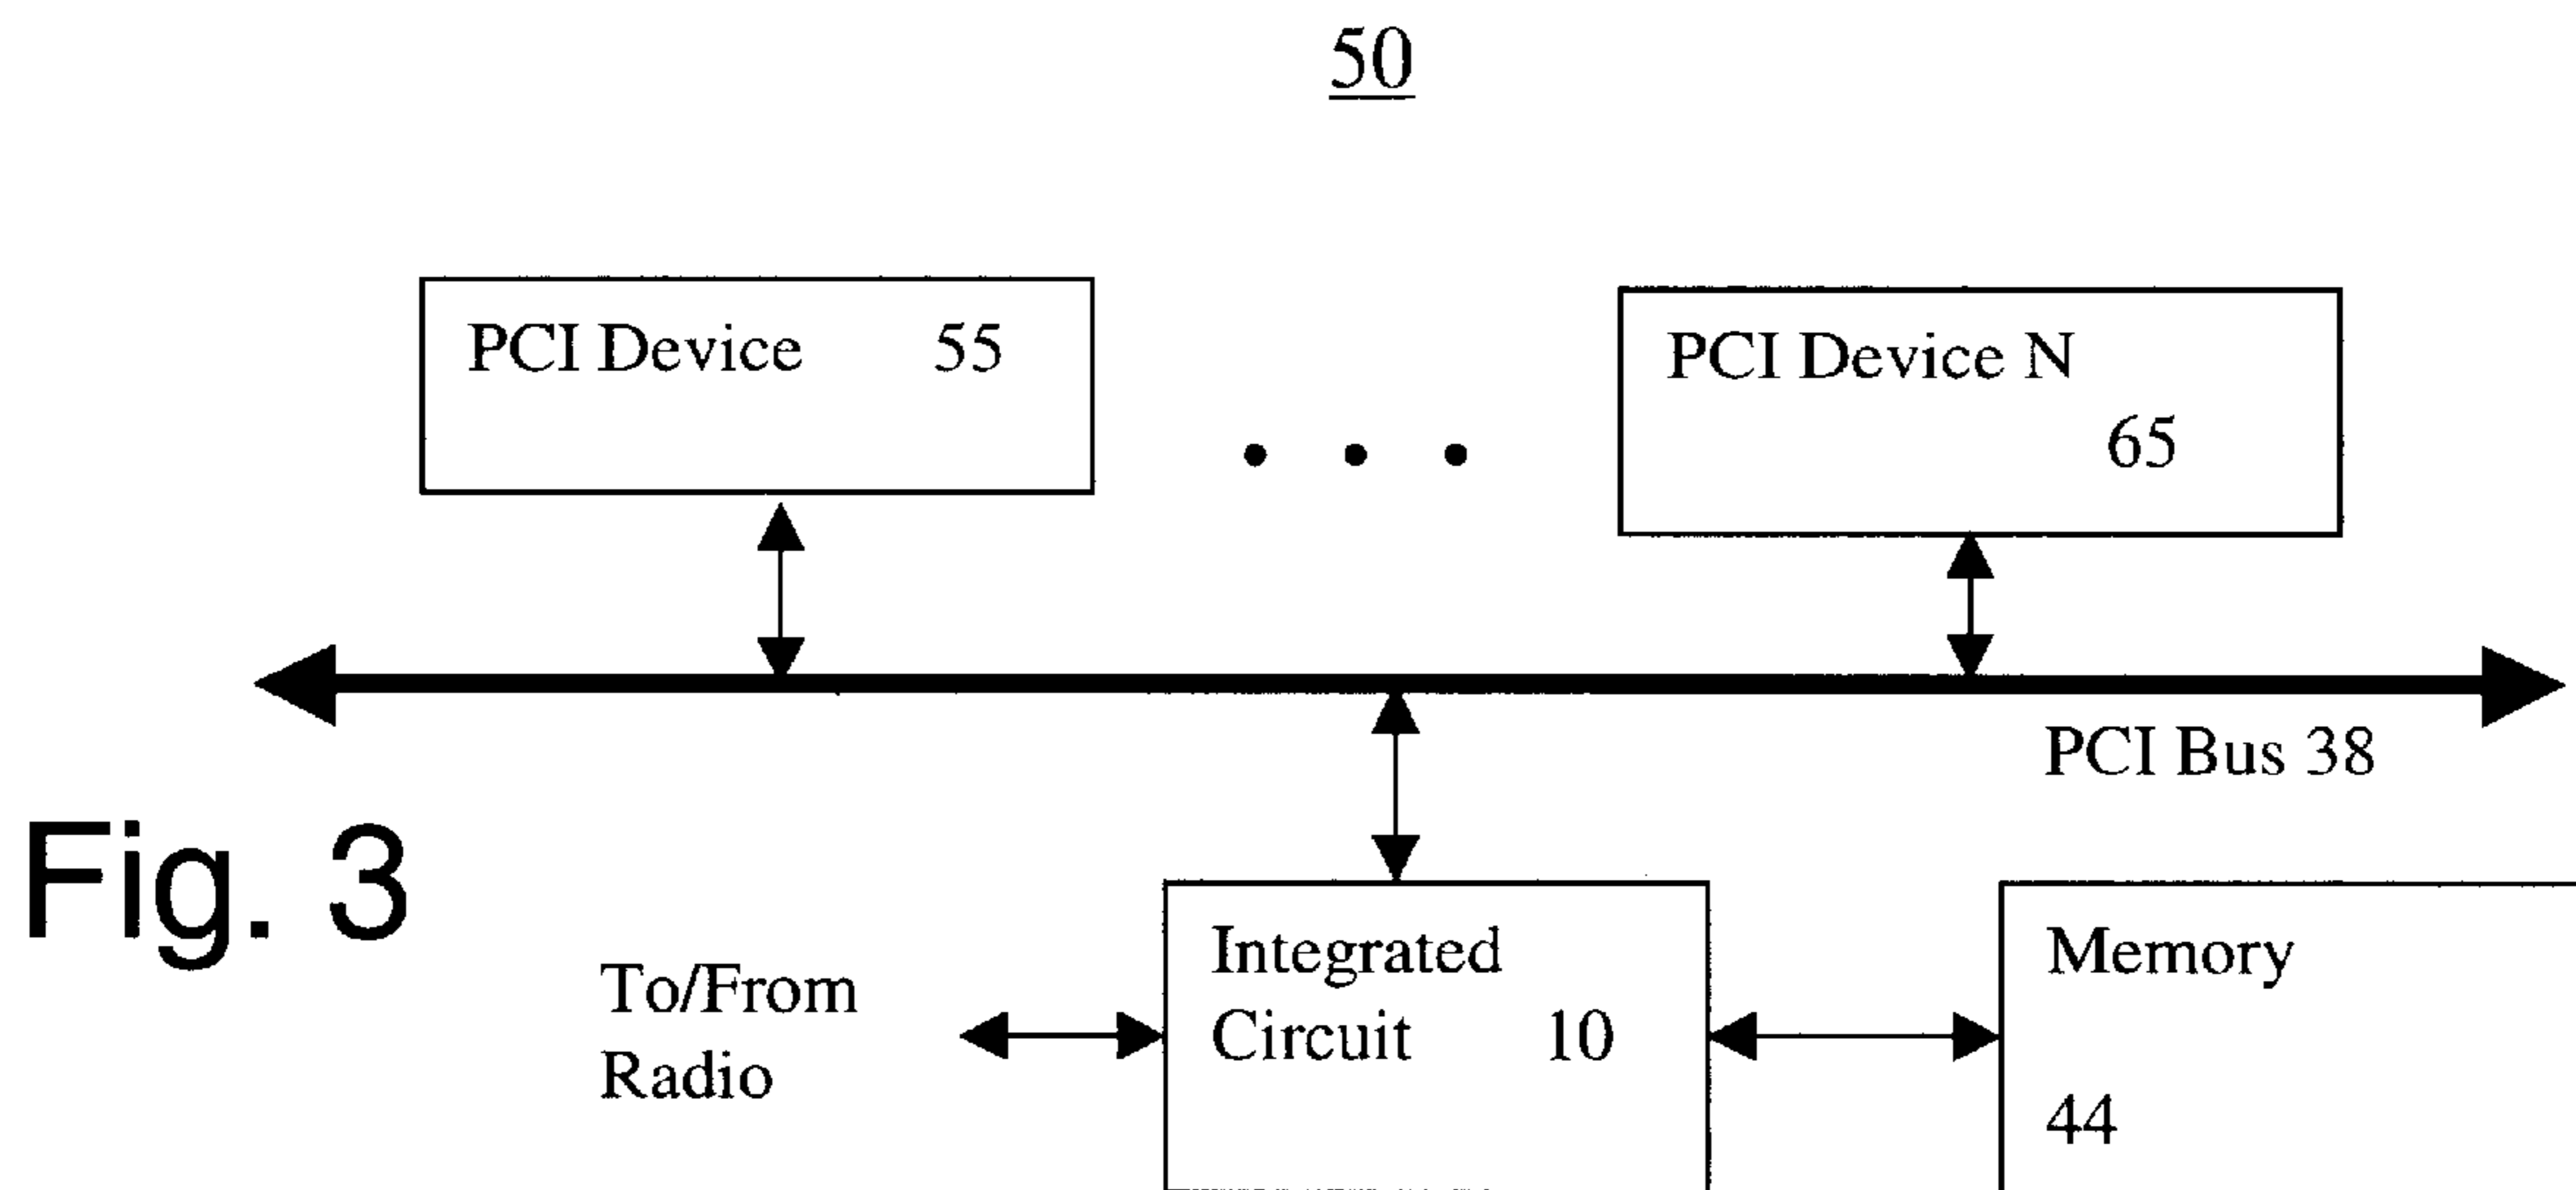 50
PCI Device 55
PCI Device N
65
PCI Bus 38
Fig. 3
To/From
Radio
Integrated
Circuit 10
Memory
44